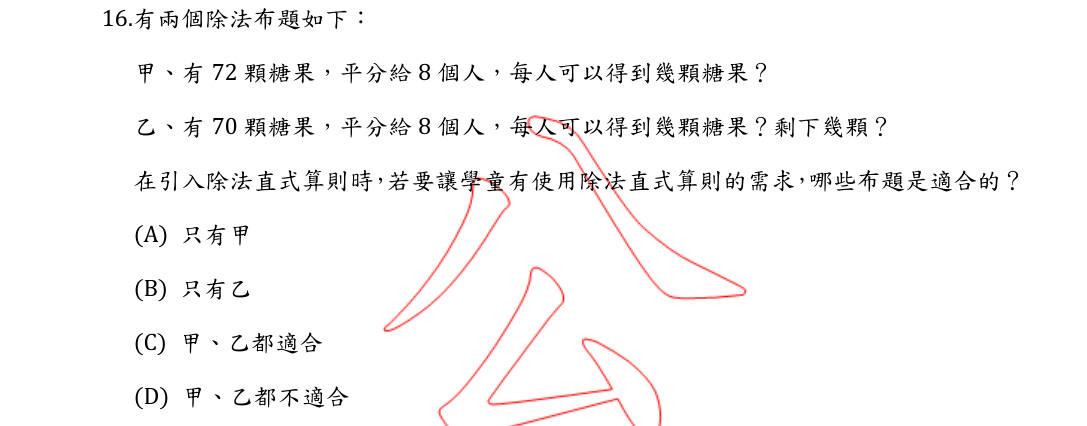 16.有兩個除法布題如下：
甲、有 72 顆糖果，平分給 8 個人，每人可以得到幾顆糖果？
乙、有 70 顆糖果，平分給 8 個人，每人可以得到幾顆糖果？剩下幾顆？
在引入除法直式算則時，若要讓學童有使用除法直式算則的需求，哪些布題是適合的？
(A) 只有甲
(B) 只有乙
(C) 甲、乙都適合
(D) 甲、乙都不適合